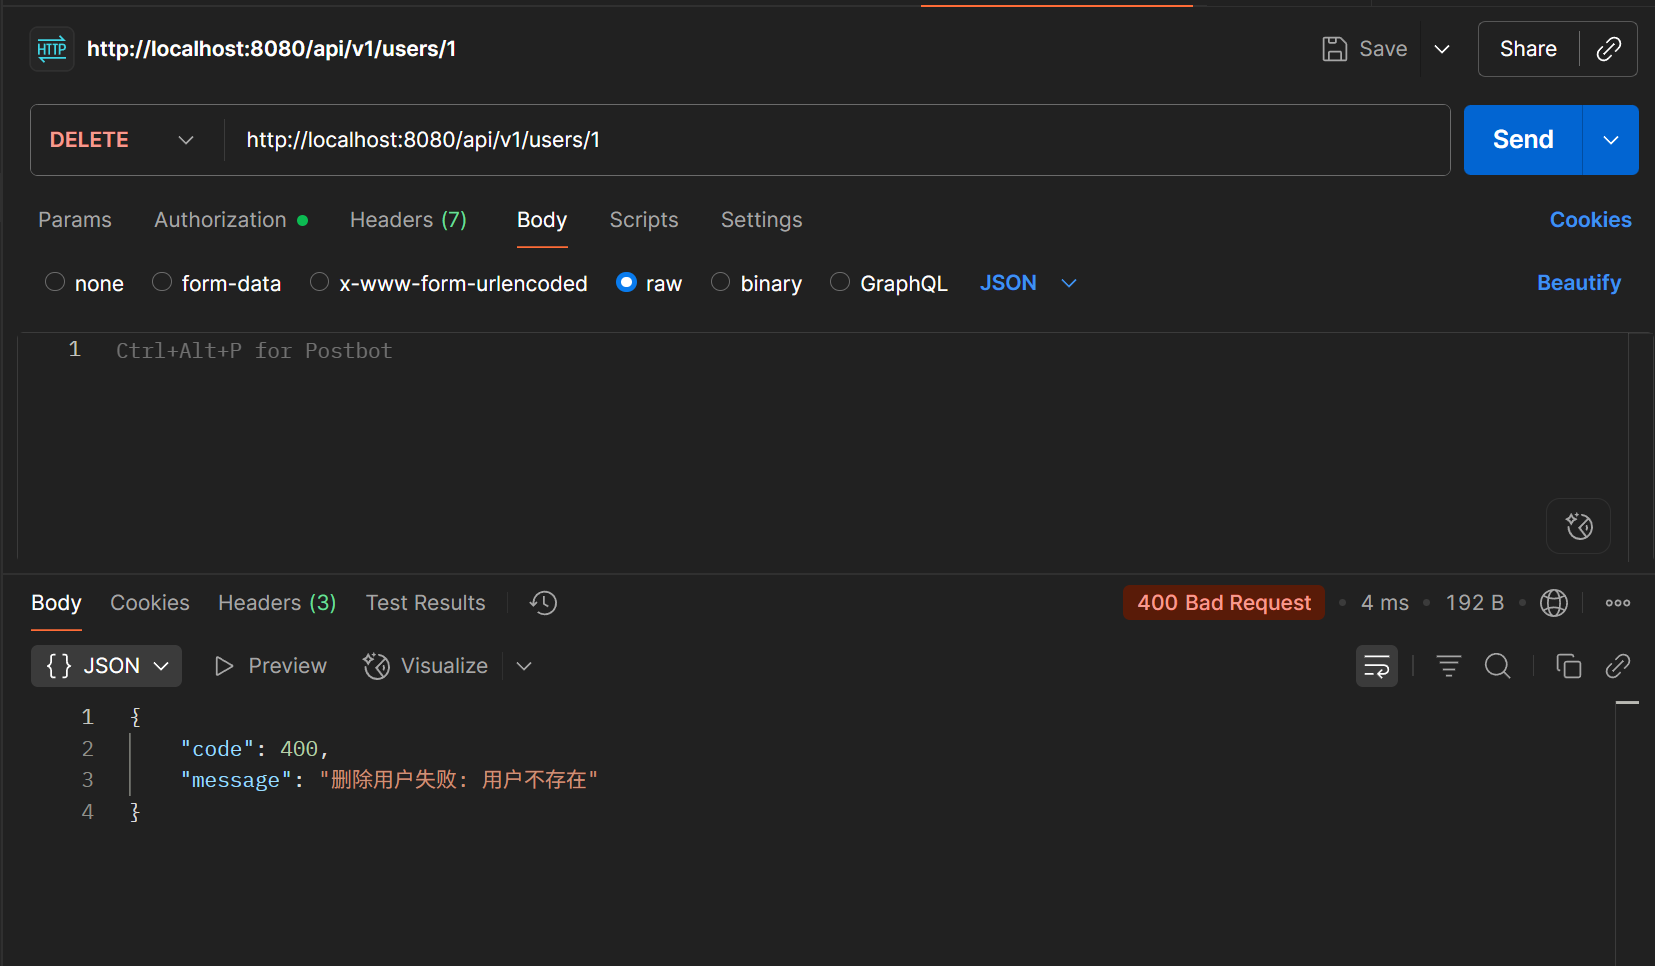 HTTP http://localhost:8080/api/v1/users/1 Save Share
DELETE http://localhost:8080/api/v1/users/1 Send
Params Authorization Headers (7) Body Scripts Settings Cookies
none form-data x-www-form-urlencoded raw binary GraphQL JSON Beautify
1 Ctrl+Alt+P for Postbot
Body Cookies Headers (3) Test Results 400 Bad Request 4 ms 192 B
{} JSON Preview Visualize
1 {
2 "code": 400,
3 "message": "删除用户失败: 用户不存在"
4 }